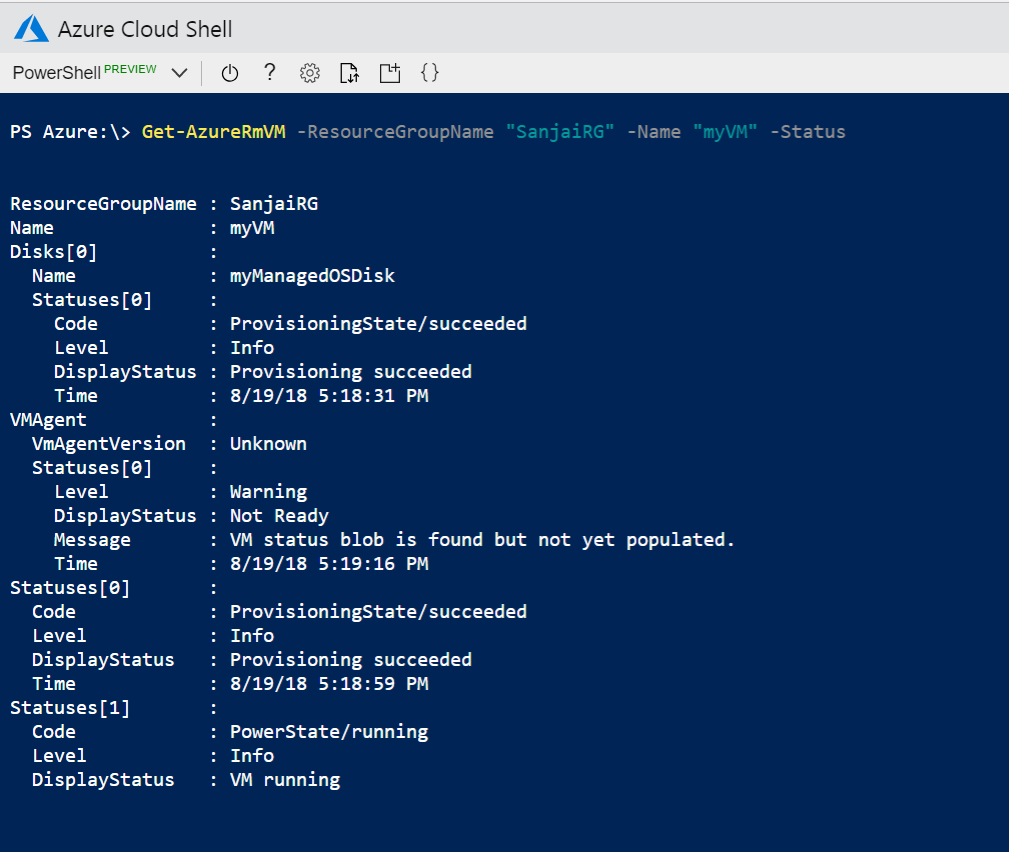 Azure Cloud Shell
PowerShell PREVIEW
?
{}
PS Azure:\> Get-AzureRmVM -ResourceGroupName "SanjaiRG" -Name "myVM" -Status
ResourceGroupName : SanjaiRG
Name              : myVM
Disks[0]          :
  Name            : myManagedOSDisk
  Statuses[0]     :
    Code          : ProvisioningState/succeeded
    Level         : Info
    DisplayStatus : Provisioning succeeded
    Time          : 8/19/18 5:18:31 PM
VMAgent           :
  VmAgentVersion  : Unknown
  Statuses[0]     :
    Level         : Warning
    DisplayStatus : Not Ready
    Message       : VM status blob is found but not yet populated.
    Time          : 8/19/18 5:19:16 PM
Statuses[0]       :
  Code            : ProvisioningState/succeeded
  Level           : Info
  DisplayStatus   : Provisioning succeeded
  Time            : 8/19/18 5:18:59 PM
Statuses[1]       :
  Code            : PowerState/running
  Level           : Info
  DisplayStatus   : VM running